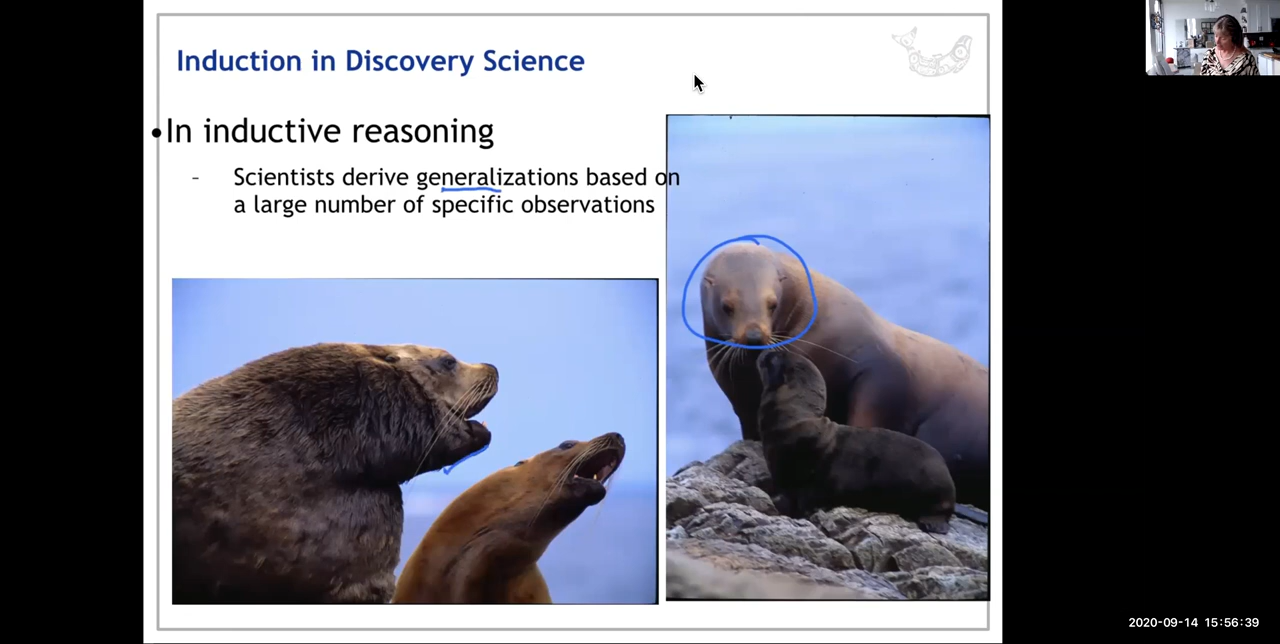 Induction in Discovery Science
•In inductive reasoning
- Scientists derive generalizations based on
a large number of specific observations
2020-09-14 15:56:39